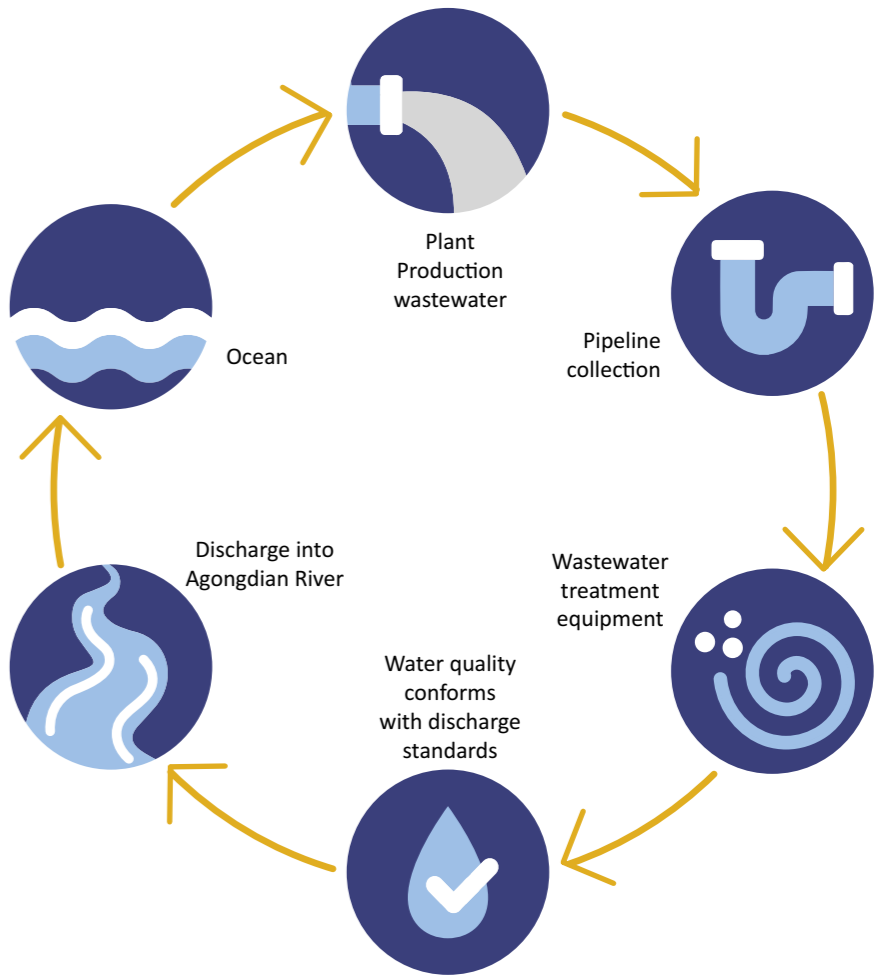 Plant
Production
wastewater
Pipeline
collection
Wastewater
treatment
equipment
Water quality
conforms
with discharge
standards
Discharge into
Agongdian River
Ocean